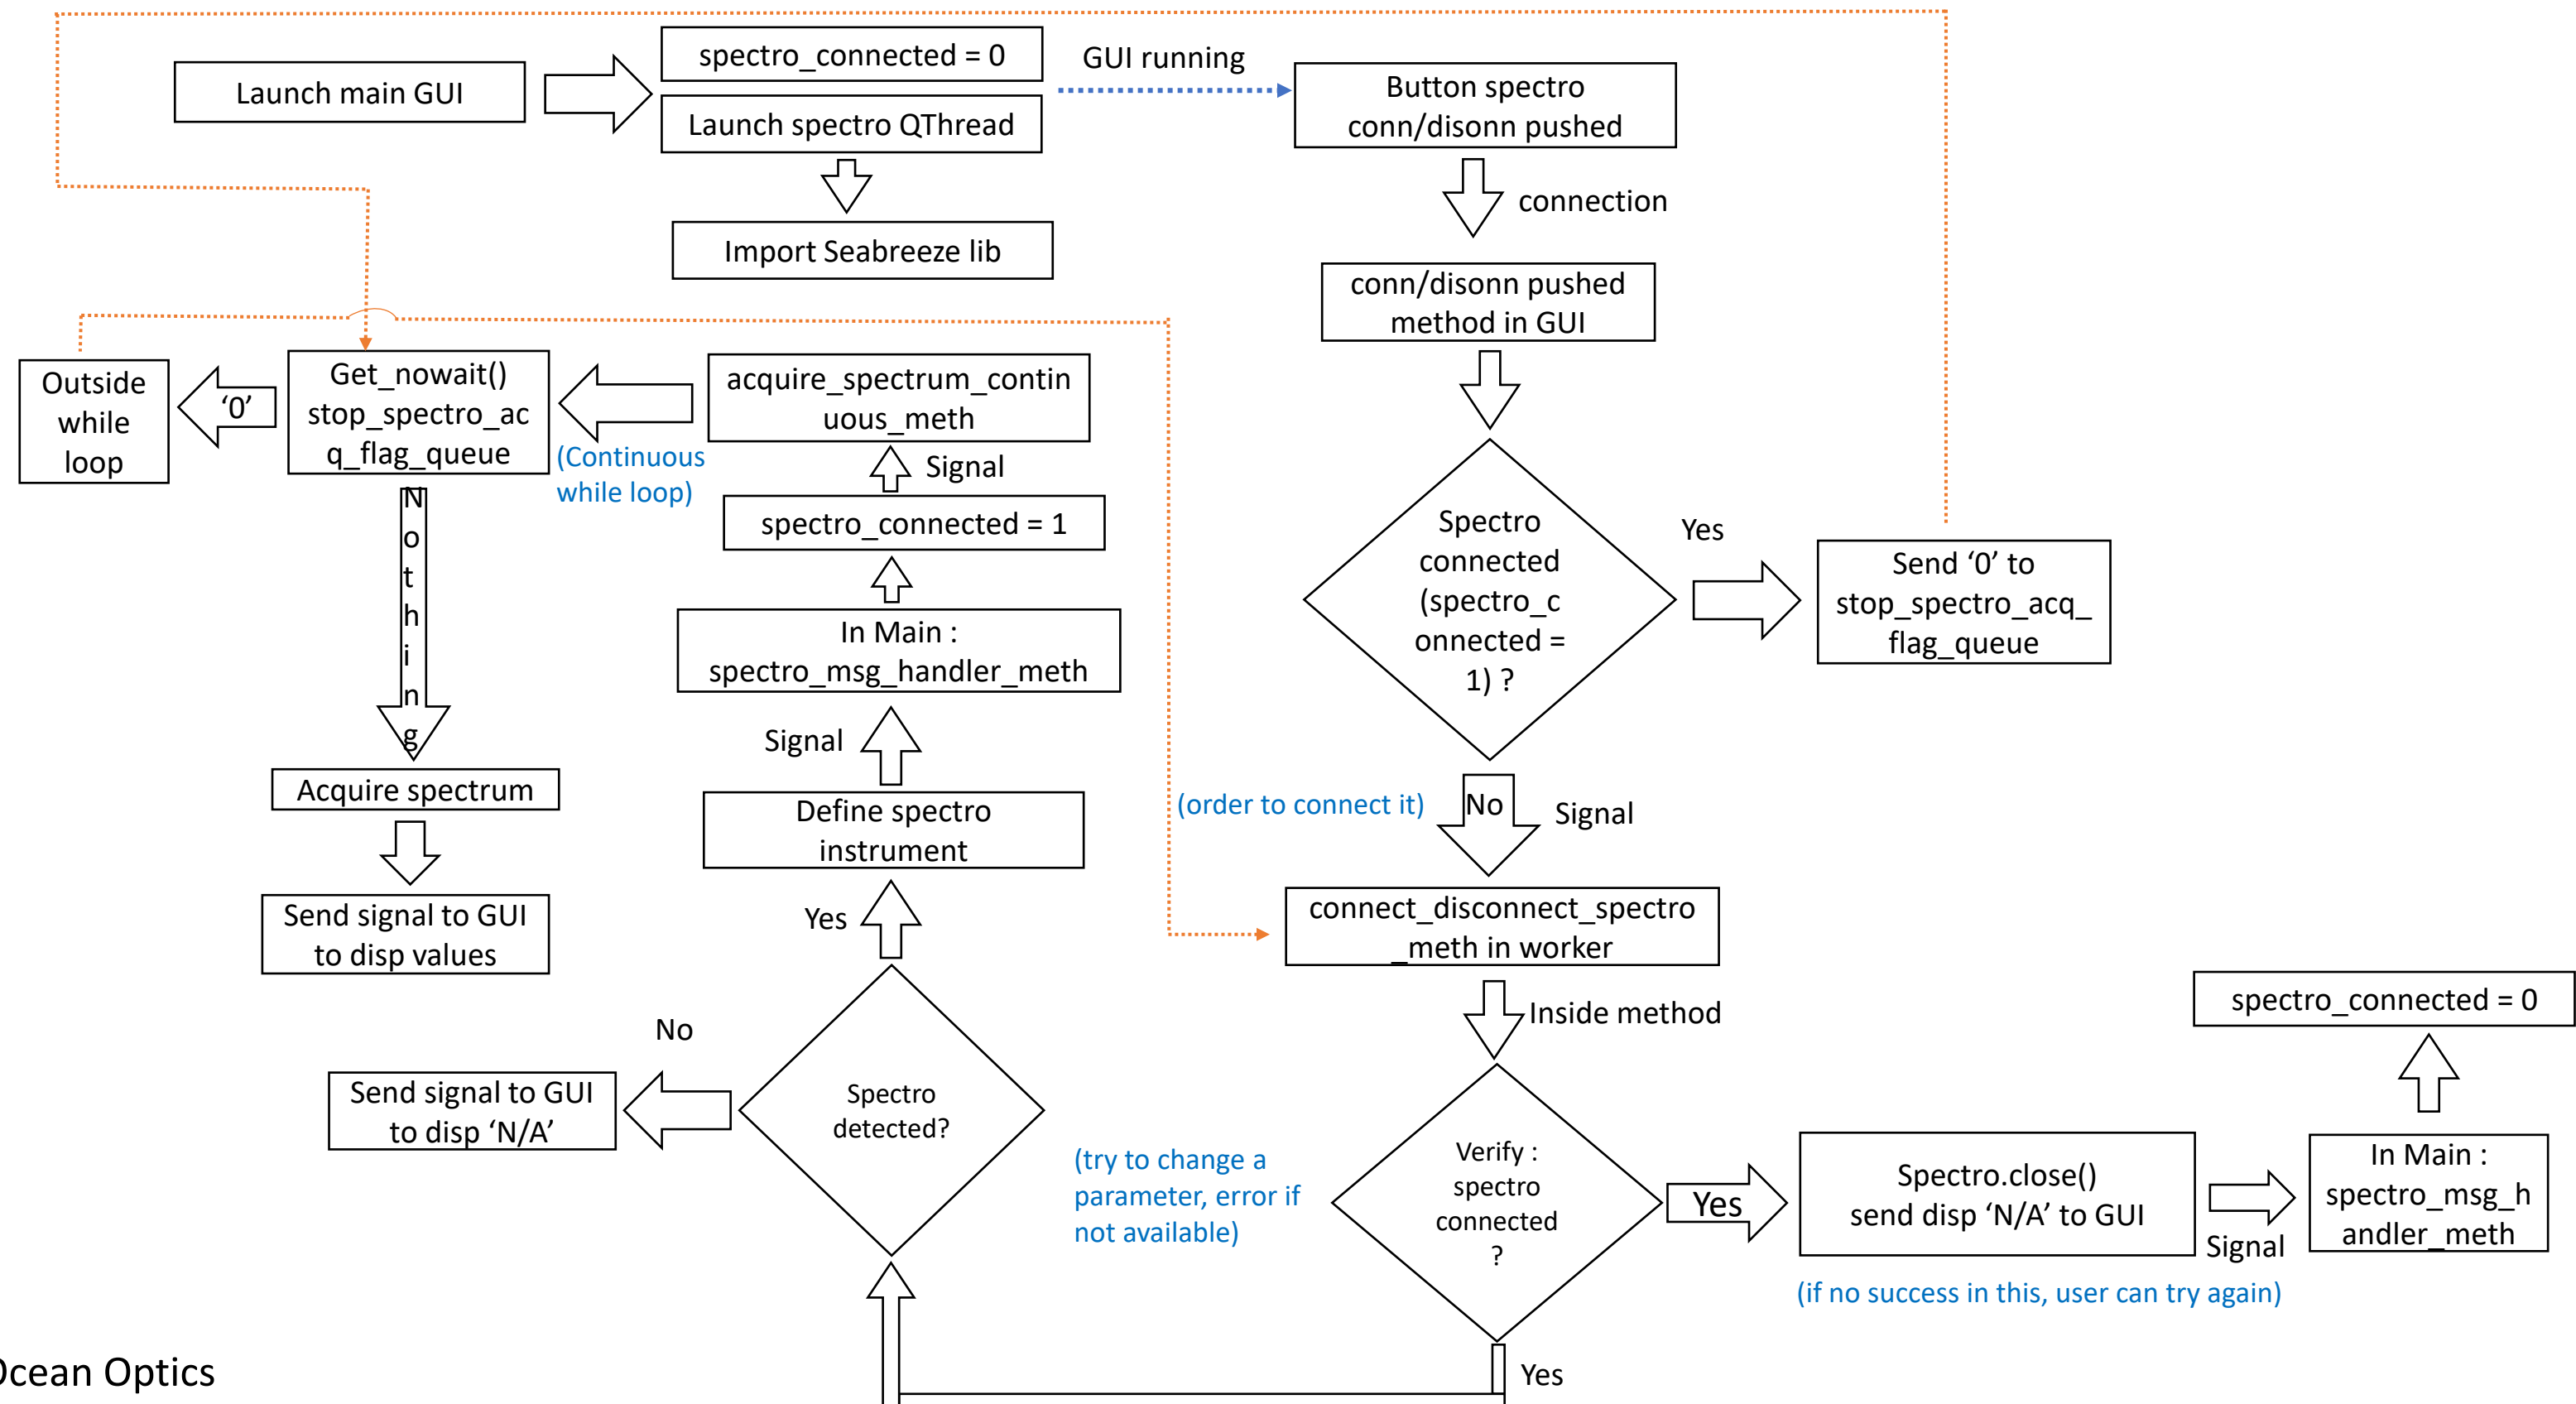 Launch main GUI
spectro_connected = 0
Launch spectro QThread
Import Seabreeze lib
GUI running
Button spectro
conn/disonn pushed
connection
conn/disonn pushed
method in GUI
Spectro
connected
(spectro_c
onnected =
1) ?
Yes
Send ‘0’ to
stop_spectro_acq_
flag_queue
(order to connect it)
No
Signal
connect_disconnect_spectro
_meth in worker
Inside method
Verify :
spectro
connected
?
(try to change a
parameter, error if
not available)
Yes
Spectro.close()
send disp ‘N/A’ to GUI
(if no success in this, user can try again)
Signal
In Main :
spectro_msg_h
andler_meth
spectro_connected = 0
Yes
Spectro
detected?
No
Send signal to GUI
to disp ‘N/A’
Yes
Define spectro
instrument
Signal
In Main :
spectro_msg_handler_meth
spectro_connected = 1
Signal
acquire_spectrum_contin
uous_meth
(Continuous
while loop)
Get_nowait()
stop_spectro_ac
q_flag_queue
‘0’
Outside
while
loop
Nothing
Acquire spectrum
Send signal to GUI
to disp values
Ocean Optics